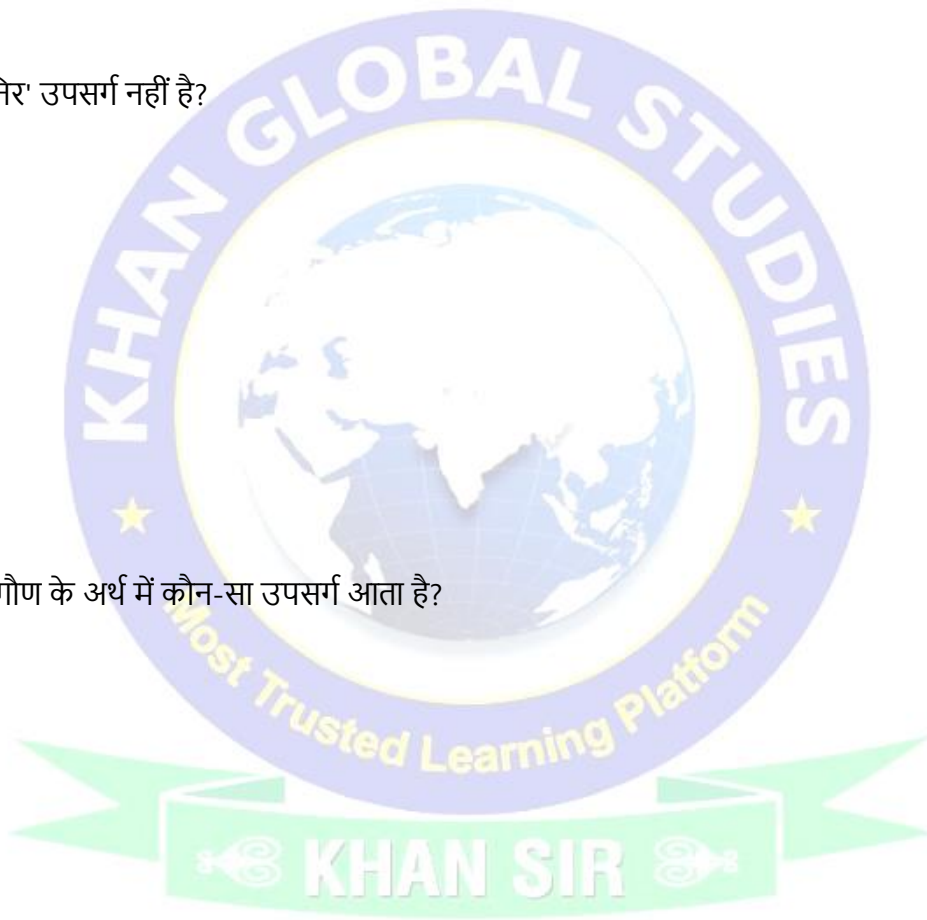 निर' उपसर्ग नहीं है?
KHAN GLOBAL STUDIES
गौण के अर्थ में कौन-सा उपसर्ग आता है?
Most Trusted Learning Platform
KHAN SIR